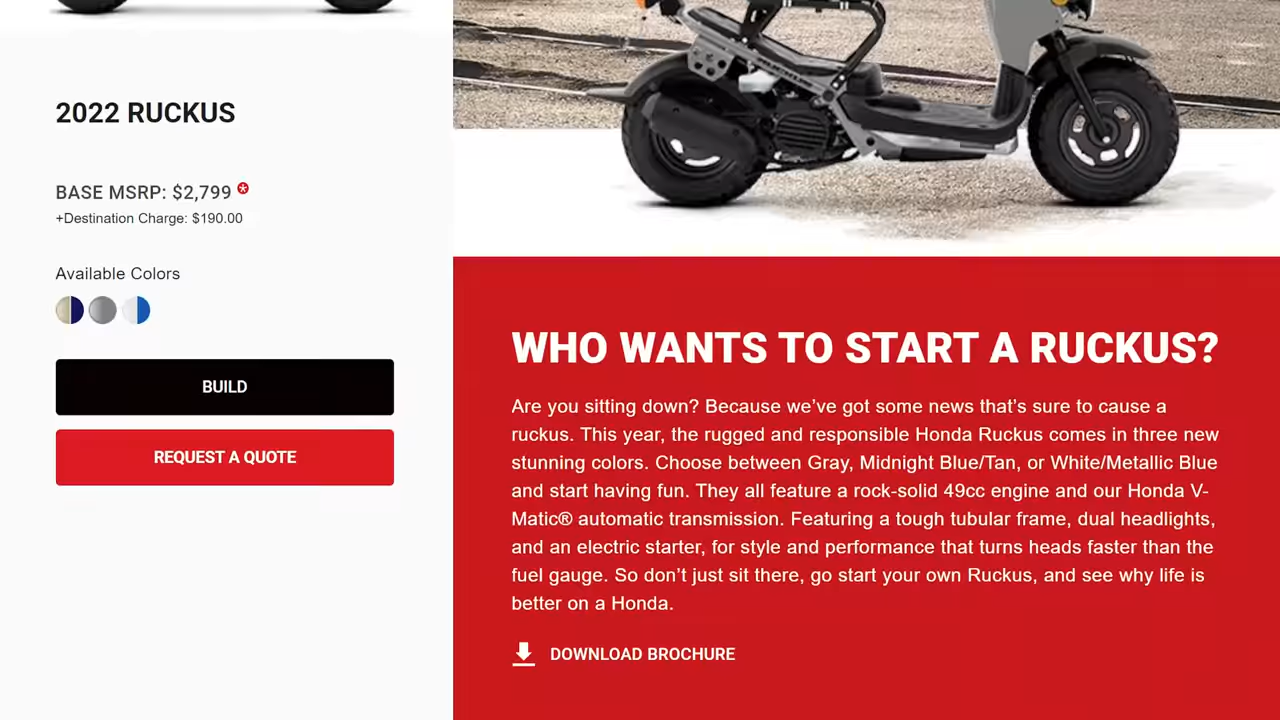 2022 RUCKUS
BASE MSRP: $2,799
+Destination Charge: $190.00
Available Colors
BUILD
REQUEST A QUOTE
WHO WANTS TO START A RUCKUS?
Are you sitting down? Because we’ve got some news that’s sure to cause a
ruckus. This year, the rugged and responsible Honda Ruckus comes in three new
stunning colors. Choose between Gray, Midnight Blue/Tan, or White/Metallic Blue
and start having fun. They all feature a rock-solid 49cc engine and our Honda V-
Matic® automatic transmission. Featuring a tough tubular frame, dual headlights,
and an electric starter, for style and performance that turns heads faster than the
fuel gauge. So don’t just sit there, go start your own Ruckus, and see why life is
better on a Honda.
DOWNLOAD BROCHURE